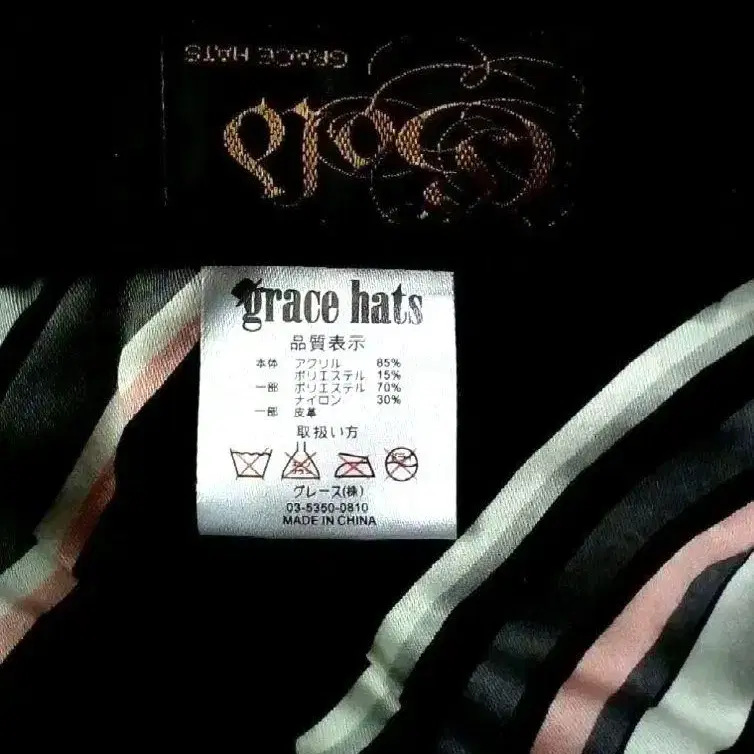 GRACE HATS
grace hats
品質表示
本体 アクリル 85%
ポリエステル 15%
一部 ポリエステル 70%
ナイロン 30%
一部 皮革
取扱い方
グレース(株)
03-5350-0810
MADE IN CHINA